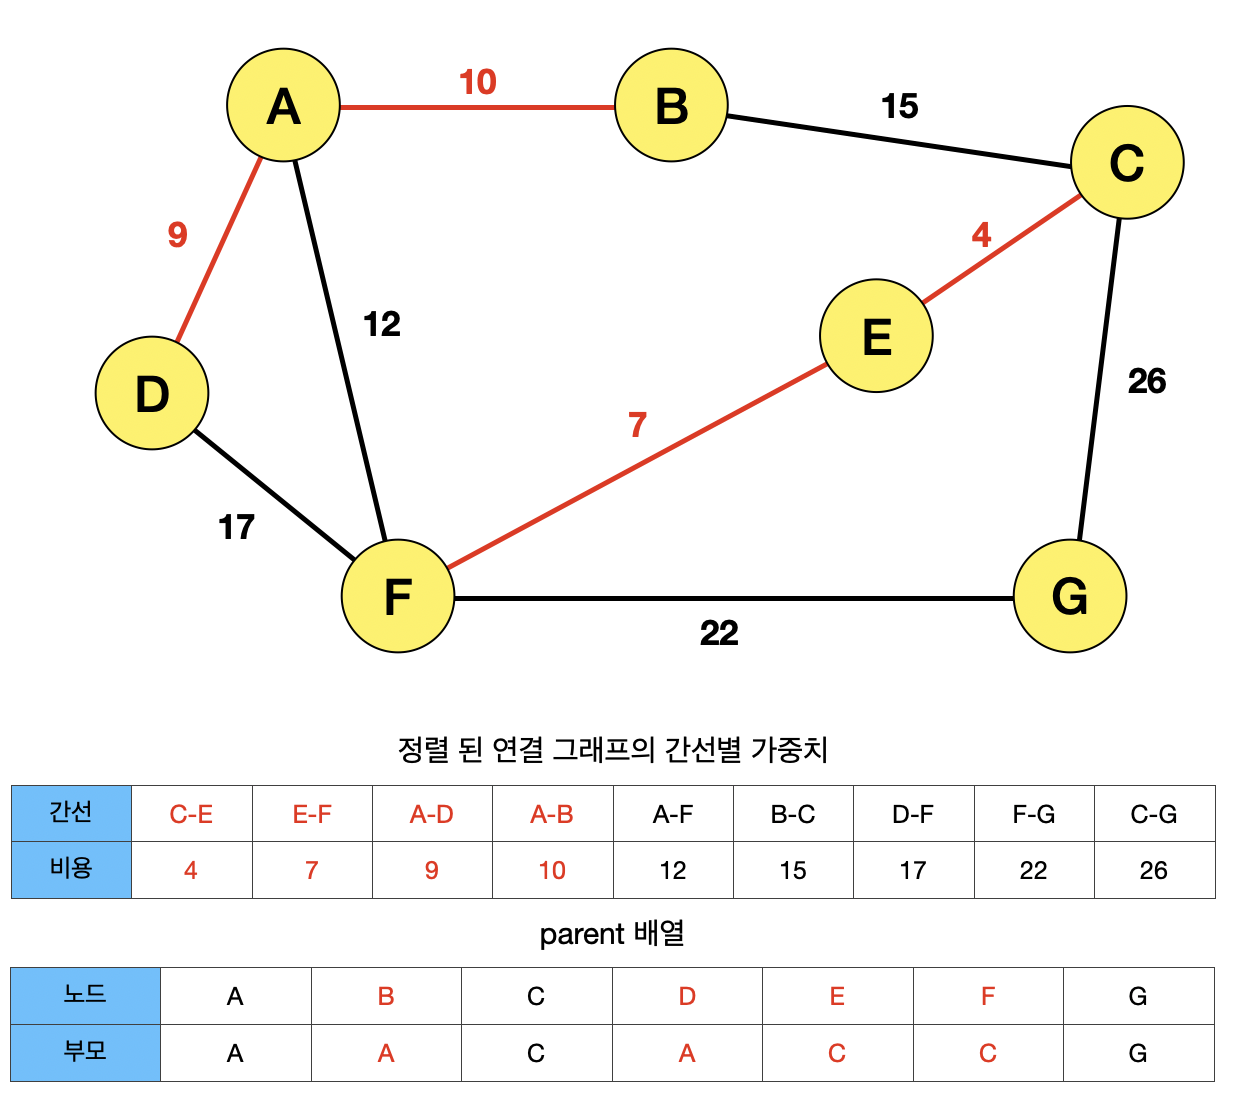 A
10
B
15
C
9
4
12
E
D
26
7
17
F
G
22
정렬 된 연결 그래프의 간선별 가중치
간선 C-E E-F A-D A-B A-F B-C D-F F-G C-G
비용 4 7 9 10 12 15 17 22 26
parent 배열
노드 A B C D E F G
부모 A A C A C C G